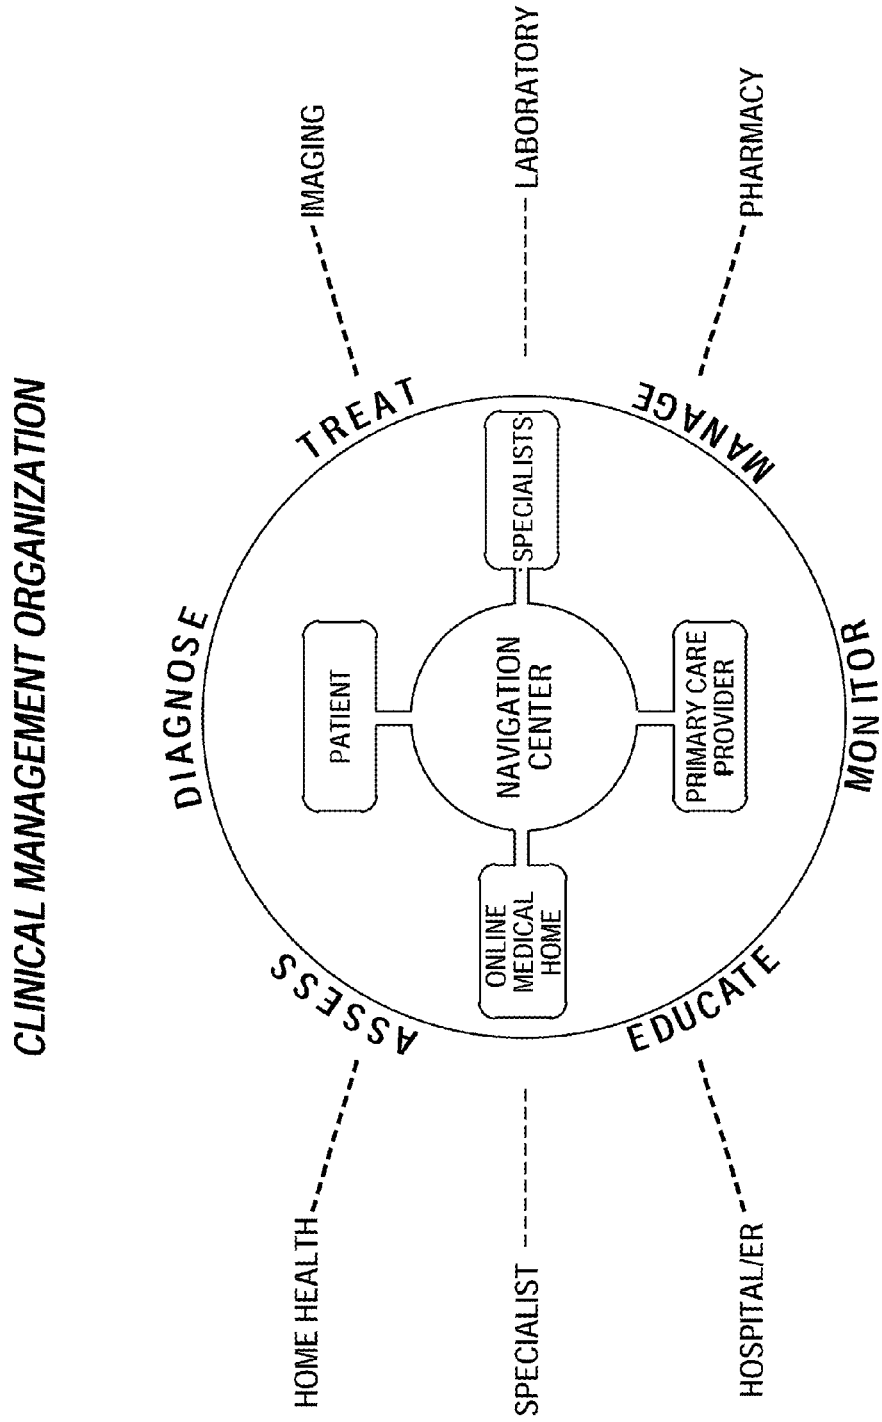 CLINICAL MANAGEMENT ORGANIZATION
HOME HEALTH
IMAGING
SPECIALIST
LABORATORY
HOSPITAL/ER
PHARMACY
ASSESS
DIAGNOSE
TREAT
MANAGE
MONITOR
EDUCATE
PATIENT
ONLINE
MEDICAL
HOME
NAVIGATION
CENTER
SPECIALISTS
PRIMARY CARE
PROVIDER